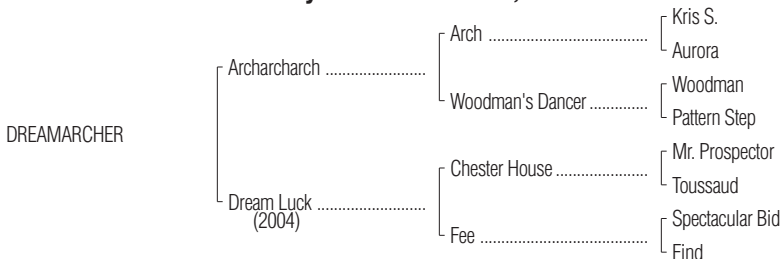 Kris S.
Arch ........................................
Aurora
Archarcharch .........................
Woodman
Woodman's Dancer ...............
Pattern Step
DREAMARCHER
Mr. Prospector
Chester House .......................
Toussaud
Dream Luck ...........................
(2004)
Spectacular Bid
Fee ..........................................
Find